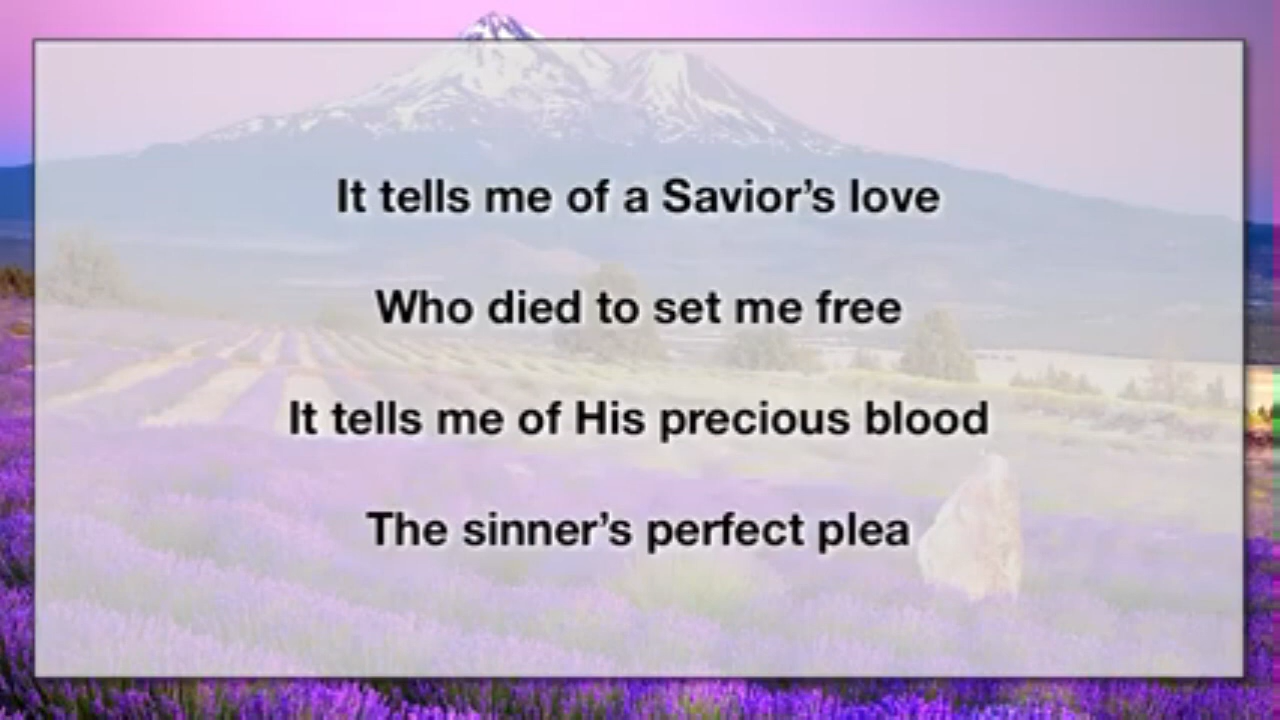 It tells me of a Savior’s love
Who died to set me free
It tells me of His precious blood
The sinner’s perfect plea